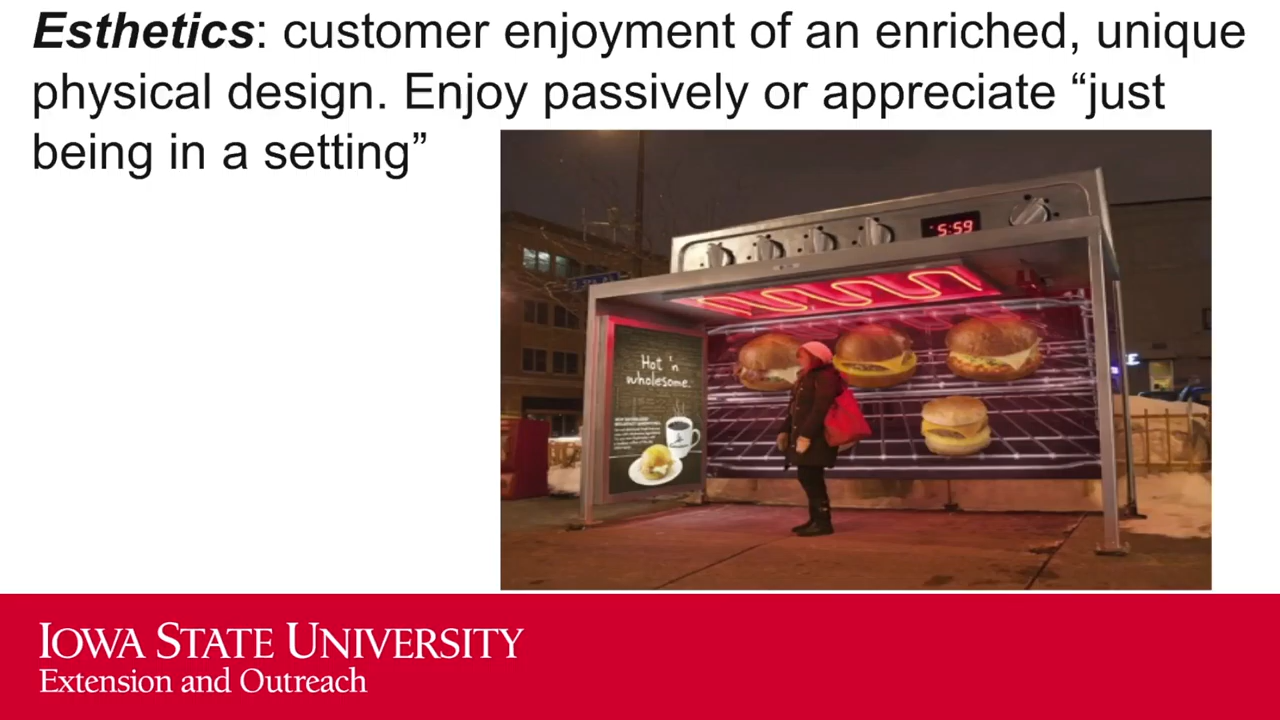 Esthetics: customer enjoyment of an enriched, unique
physical design. Enjoy passively or appreciate “just
being in a setting”
5:59
Hot 'n
wholesome.
IOWA STATE UNIVERSITY
Extension and Outreach